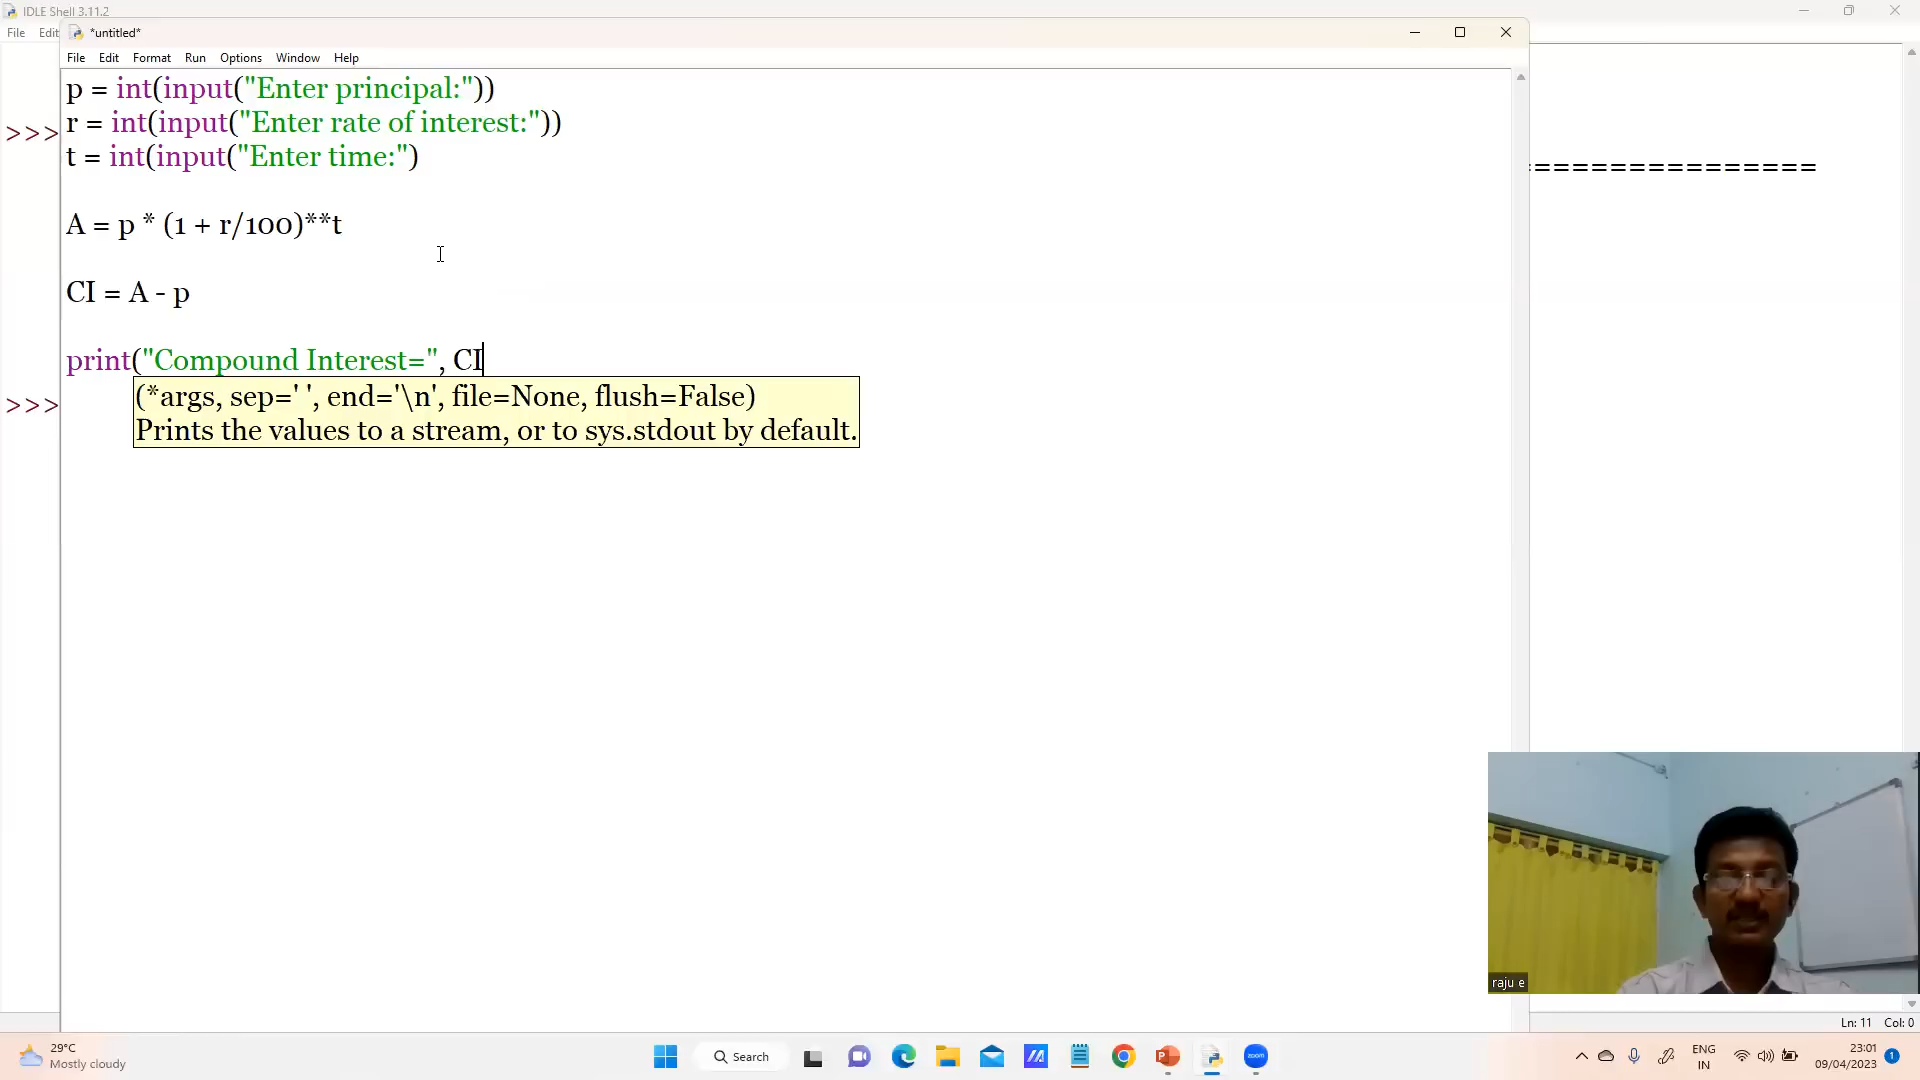 IDLE Shell 3.11.2
File Edit
*untitled*
File Edit Format Run Options Window Help
p = int(input("Enter principal:"))
>>> r = int(input("Enter rate of interest:"))
t = int(input("Enter time:")
===============
A = p * (1 + r/100)**t
CI = A - p
print("Compound Interest=", CI
>>> (*args, sep=' ', end='\n', file=None, flush=False)
Prints the values to a stream, or to sys.stdout by default.
raju e
Ln: 11 Col: 0
29°C
Mostly cloudy
Search
zoom
ENG
IN
23:01
09/04/2023
1